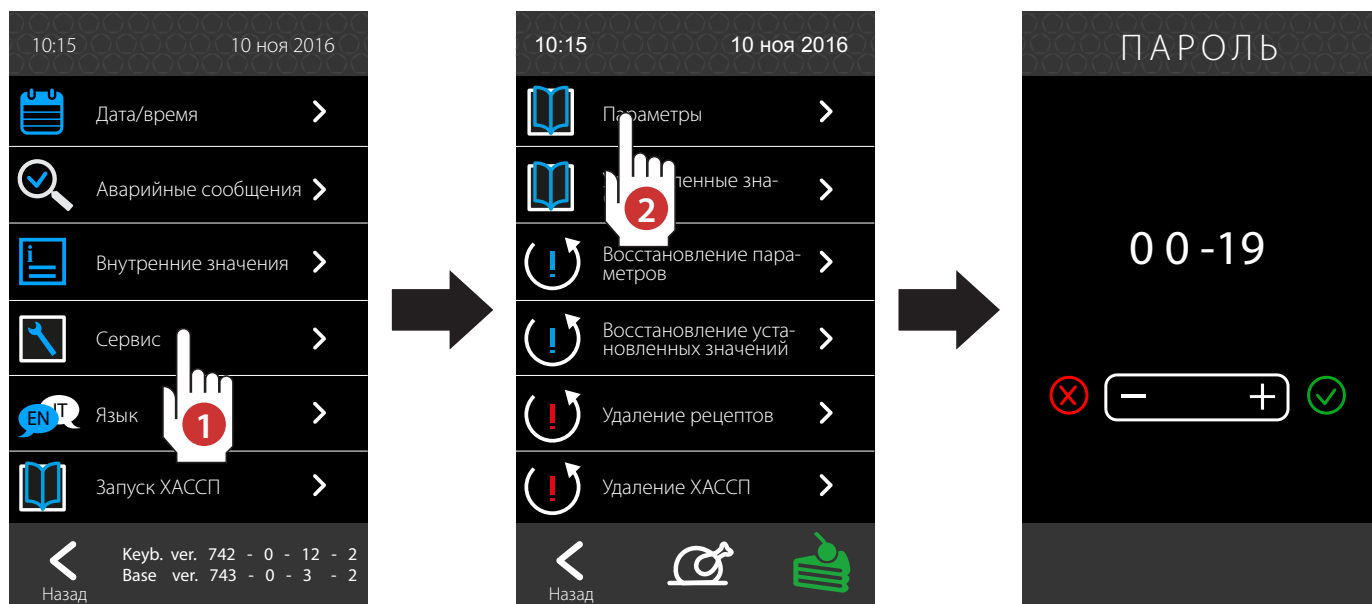 10:15 10 ноя 2016
Дата/время
Аварийные сообщения
i
Внутренние значения
Сервис
EN IT
Язык
1
Запуск ХАССП
Keyb. ver. 742 - 0 - 12 - 2
Base ver. 743 - 0 - 3 - 2
Назад
10:15 10 ноя 2016
Параметры
зна-
2
!
Восстановление пара-
метров
!
Восстановление уста-
новленных значений
!
Удаление рецептов
!
Удаление ХАССП
Назад
ПАРОЛЬ
0 0 -19